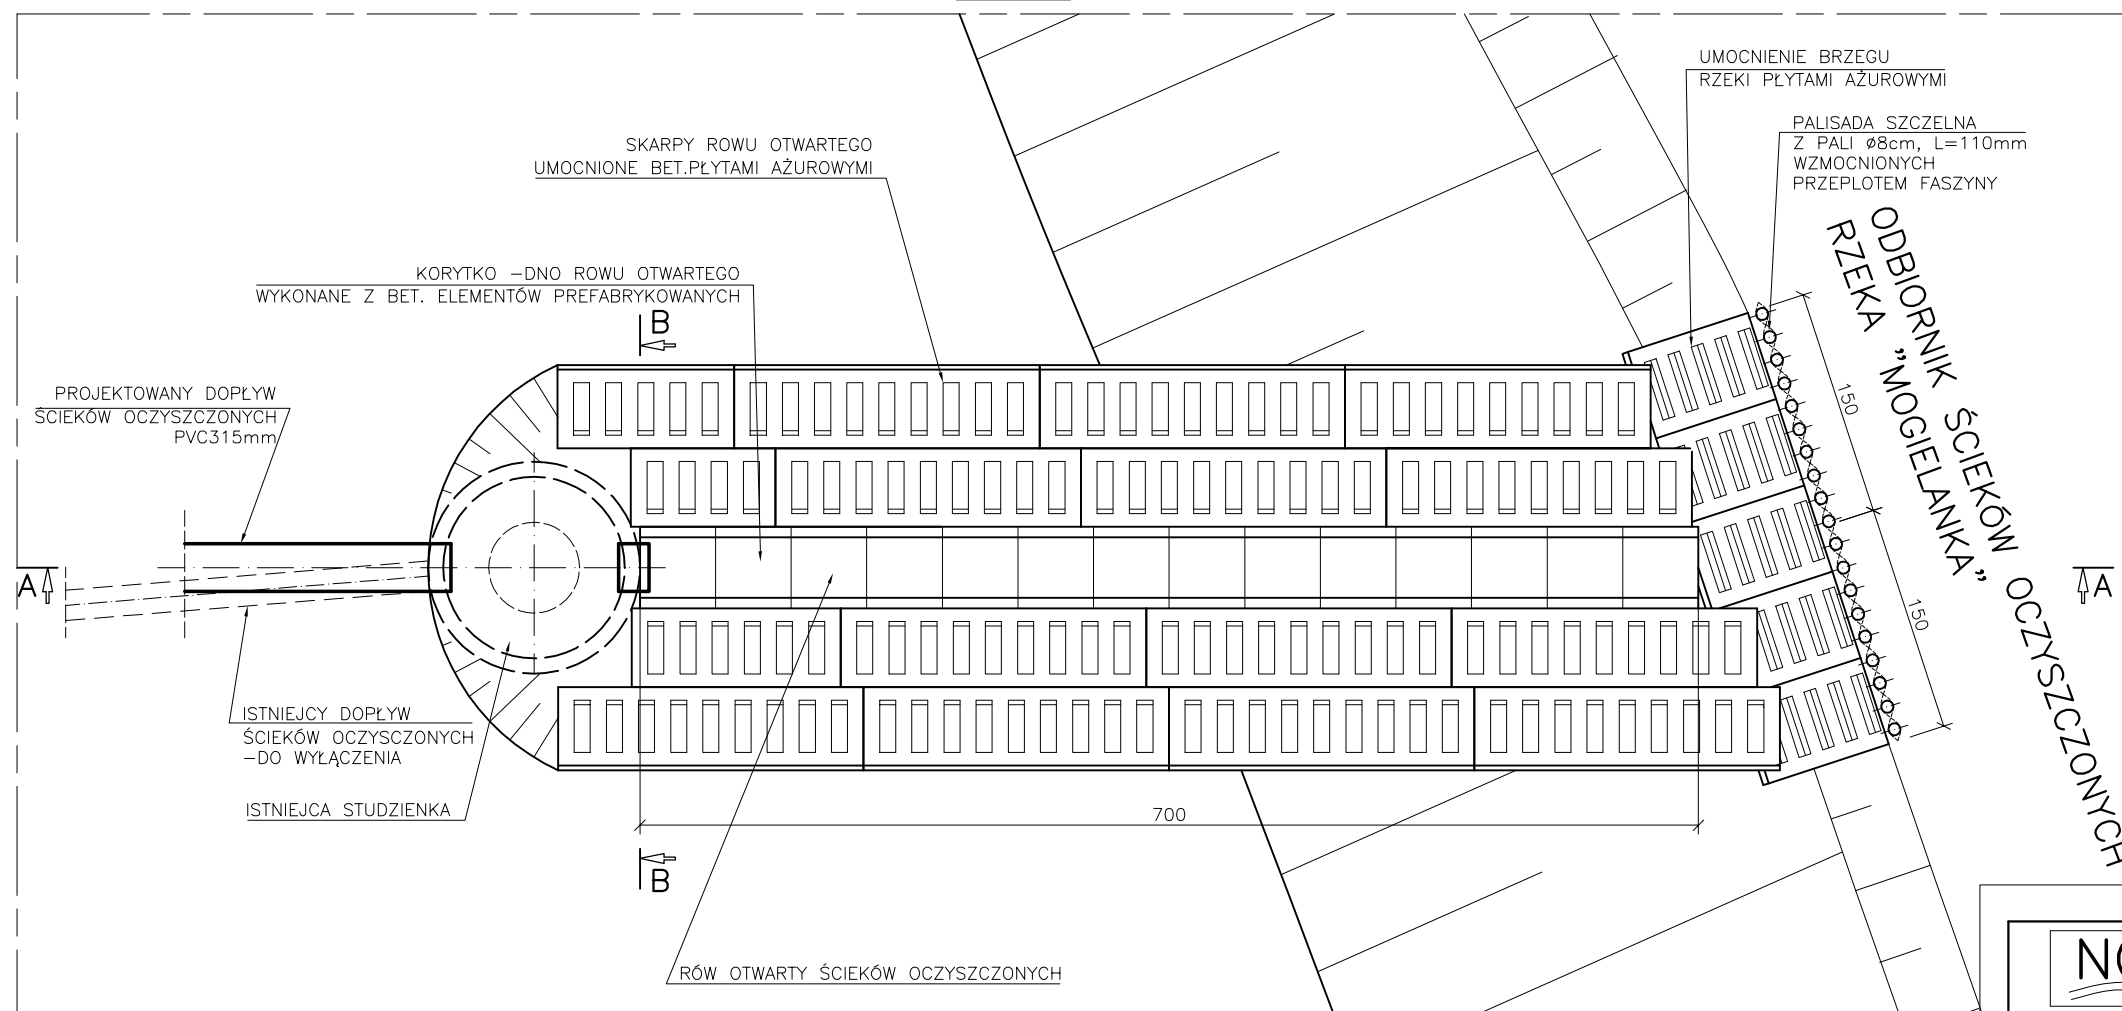 UMOCNIENIE BRZEGU
RZEKI PŁYTAMI AŻUROWYMI
PALISADA SZCZELNA
Z PALI ø8cm, L=110mm
WZMOCNIONYCH
PRZEPLOTEM FASZYNY
SKARPY ROWU OTWARTEGO
UMOCNIONE BET.PŁYTAMI AŻUROWYMI
KORYTKO -DNO ROWU OTWARTEGO
WYKONANE Z BET. ELEMENTÓW PREFABRYKOWANYCH
B
PROJEKTOWANY DOPŁYW
ŚCIEKÓW OCZYSZCZONYCH
PVC315mm
ODBIORNIK ŚCIEKÓW OCZYSZCZONYCH
RZEKA "MOGIELANKA"
150
150
A
A
ISTNIEJCY DOPŁYW
ŚCIEKÓW OCZYSCZONYCH
-DO WYŁĄCZENIA
ISTNIEJCA STUDZIENKA
700
B
RÓW OTWARTY ŚCIEKÓW OCZYSZCZONYCH